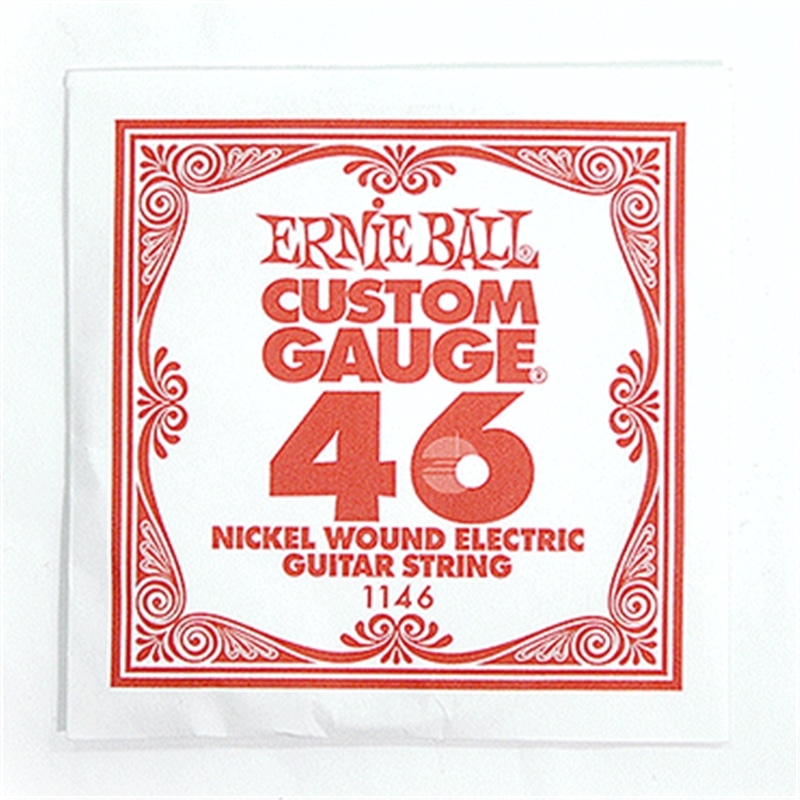 ERNIE BALL®
CUSTOM
GAUGE®
46
NICKEL WOUND ELECTRIC
GUITAR STRING
1146